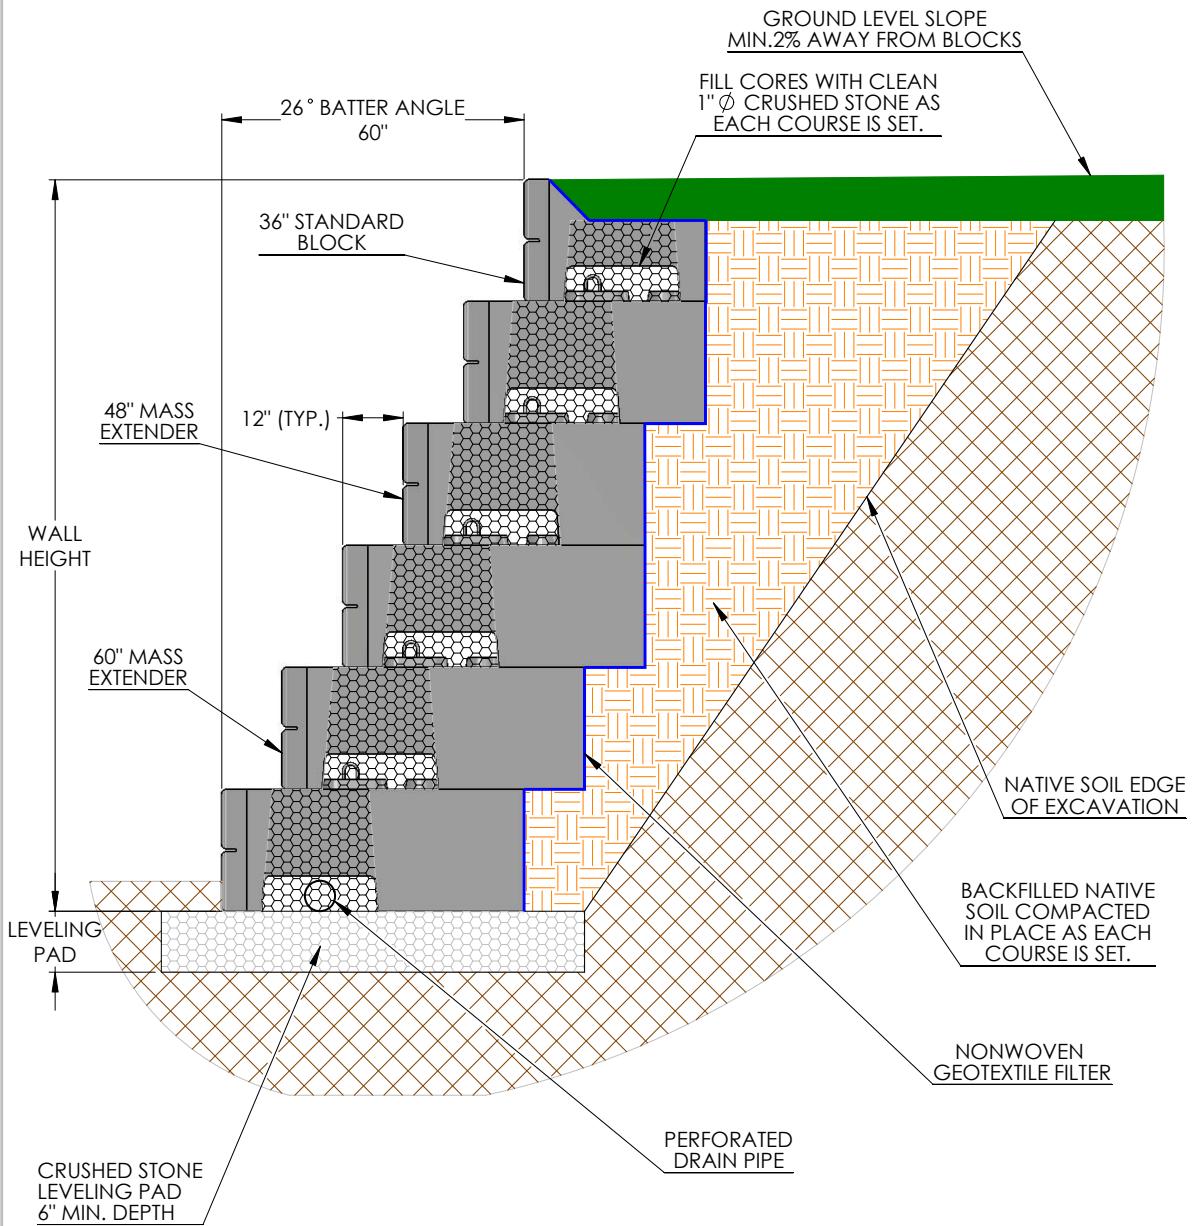 GROUND LEVEL SLOPE
MIN.2% AWAY FROM BLOCKS
FILL CORES WITH CLEAN
1" Ø CRUSHED STONE AS
EACH COURSE IS SET.
26° BATTER ANGLE
60"
36" STANDARD
BLOCK
48" MASS
EXTENDER
12" (TYP.)
WALL
HEIGHT
60" MASS
EXTENDER
NATIVE SOIL EDGE
OF EXCAVATION
BACKFILLED NATIVE
SOIL COMPACTED
IN PLACE AS EACH
COURSE IS SET.
LEVELING
PAD
NONWOVEN
GEOTEXTILE FILTER
PERFORATED
DRAIN PIPE
CRUSHED STONE
LEVELING PAD
6" MIN. DEPTH